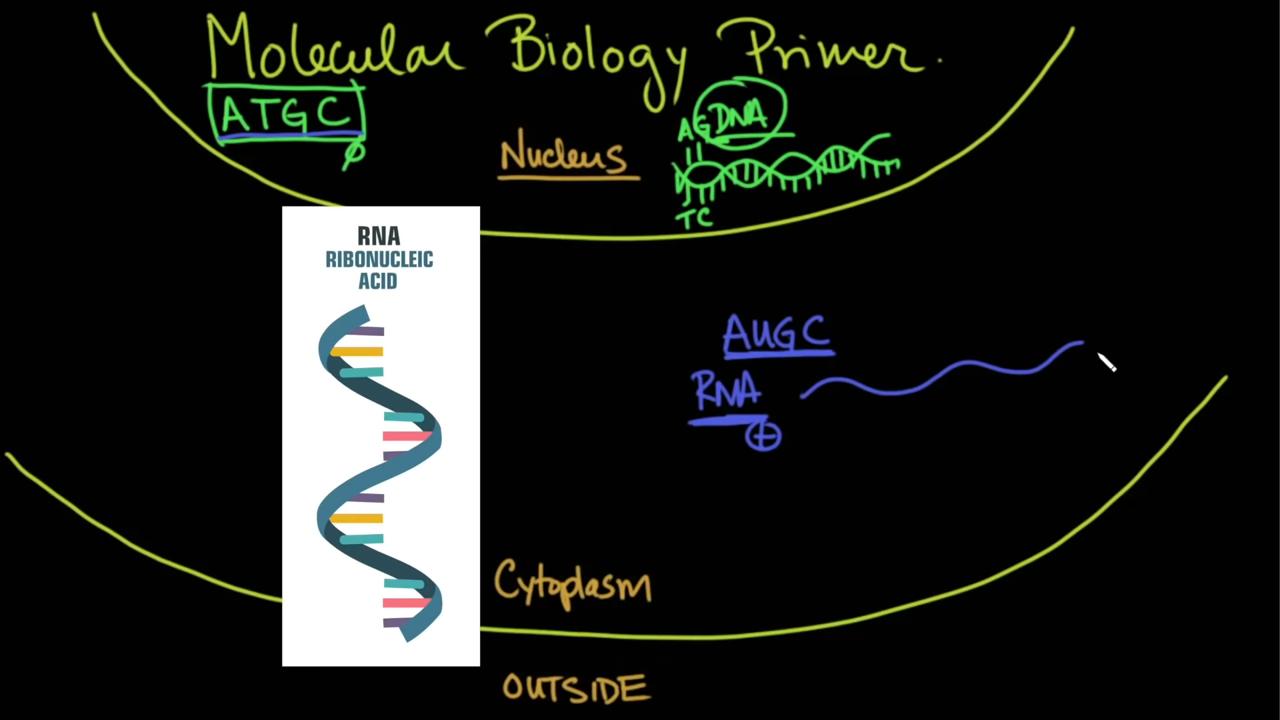 Molecular Biology Primer.
ATGC
AG
DNA
Nucleus
TC
RNA
RIBONUCLEIC
ACID
AUGC
RNA
Cytoplasm
OUTSIDE